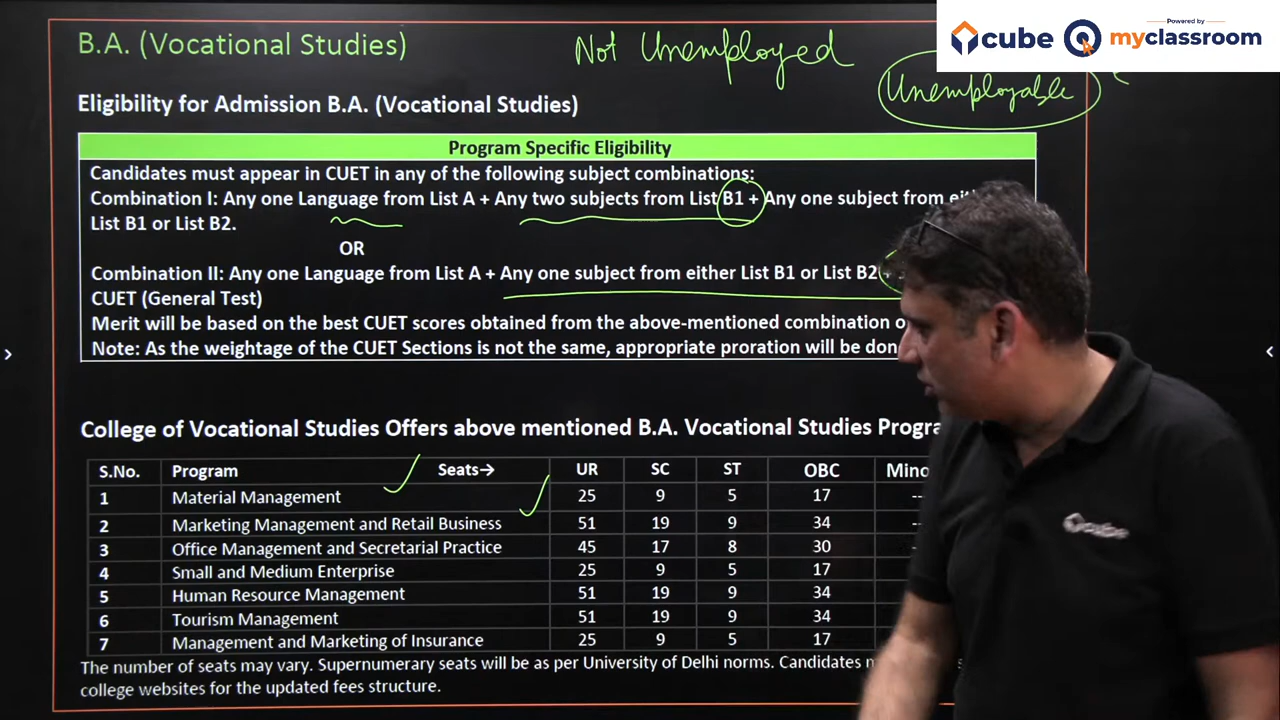 B.A. (Vocational Studies)
Not Unemployed
cube
Powered by
myclassroom
Unemployable
Eligibility for Admission B.A. (Vocational Studies)
Program Specific Eligibility
Candidates must appear in CUET in any of the following subject combinations:
Combination I: Any one Language from List A + Any two subjects from List B1 + Any one subject from
List B1 or List B2.
OR
Combination II: Any one Language from List A + Any one subject from either List B1 or List B2 +
CUET (General Test)
Merit will be based on the best CUET scores obtained from the above-mentioned combination
Note: As the weightage of the CUET Sections is not the same, appropriate proration will be
College of Vocational Studies Offers above mentioned B.A. Vocational Studies
S.No. Program Seats→ UR SC ST OBC
1 Material Management 25 9 5 17 --
2 Marketing Management and Retail Business 51 19 9 34 --
3 Office Management and Secretarial Practice 45 17 8 30
4 Small and Medium Enterprise 25 9 5 17
5 Human Resource Management 51 19 9 34
6 Tourism Management 51 19 9 34
7 Management and Marketing of Insurance 25 9 5 17
The number of seats may vary. Supernumerary seats will be as per University of Delhi norms. Candidates
college websites for the updated fees structure.
cube